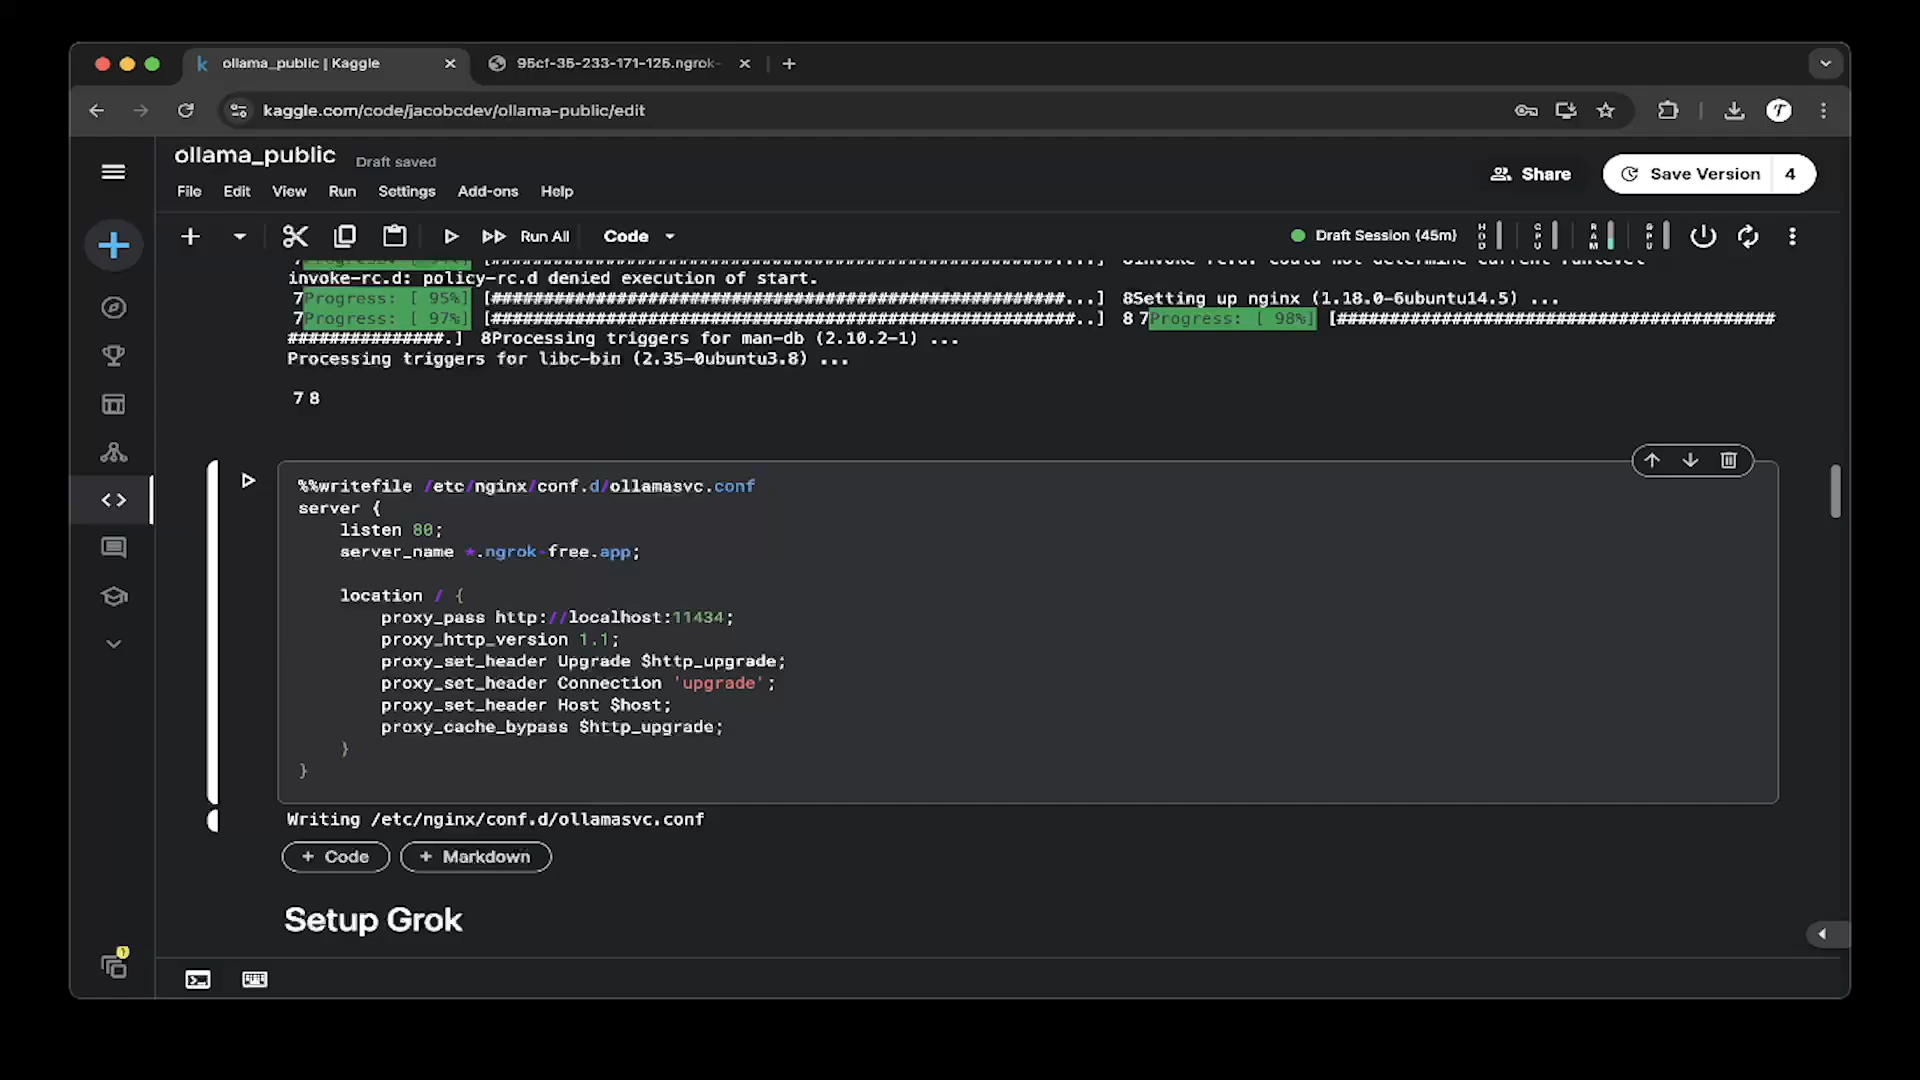 ollama_public | Kaggle
95cf-35-233-171-125.ngrok-
kaggle.com/code/jacobcdev/ollama-public/edit
ollama_public Draft saved
File Edit View Run Settings Add-ons Help
Share
Save Version 4
Run All Code
Draft Session (45m) HDD CPU RAM GPU
invoke-rc.d: policy-rc.d denied execution of start.
7Progress: [ 95%] [#######################################################...] 8Setting up nginx (1.18.0-6ubuntu14.5) ...
7Progress: [ 97%] [########################################################..] 8 7Progress: [ 98%] [##########################################
###############.] 8Processing triggers for man-db (2.10.2-1) ...
Processing triggers for libc-bin (2.35-0ubuntu3.8) ...
7 8
%%writefile /etc/nginx/conf.d/ollamasvc.conf
server {
listen 80;
server_name *.ngrok-free.app;
location / {
proxy_pass http://localhost:11434;
proxy_http_version 1.1;
proxy_set_header Upgrade $http_upgrade;
proxy_set_header Connection 'upgrade';
proxy_set_header Host $host;
proxy_cache_bypass $http_upgrade;
}
}
Writing /etc/nginx/conf.d/ollamasvc.conf
+ Code + Markdown
Setup Grok